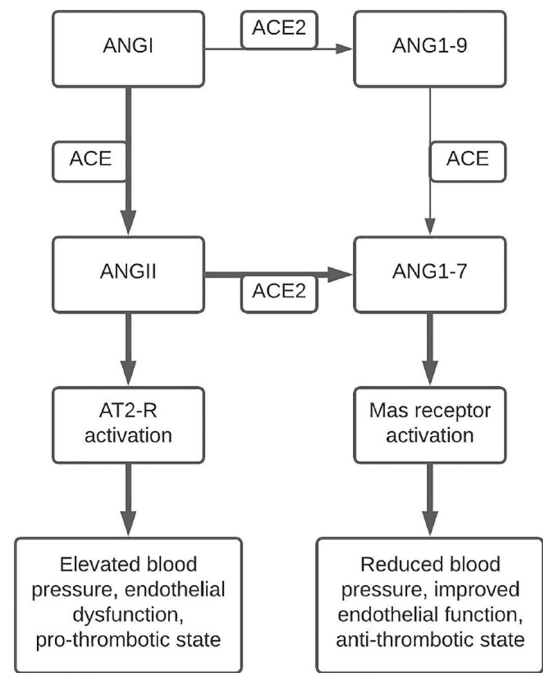 ANGI
ACE2
ANG1-9
ACE
ACE
ANGII
ACE2
ANG1-7
AT2-R
activation
Mas receptor
activation
Elevated blood
pressure, endothelial
dysfunction,
pro-thrombotic state
Reduced blood
pressure, improved
endothelial function,
anti-thrombotic state